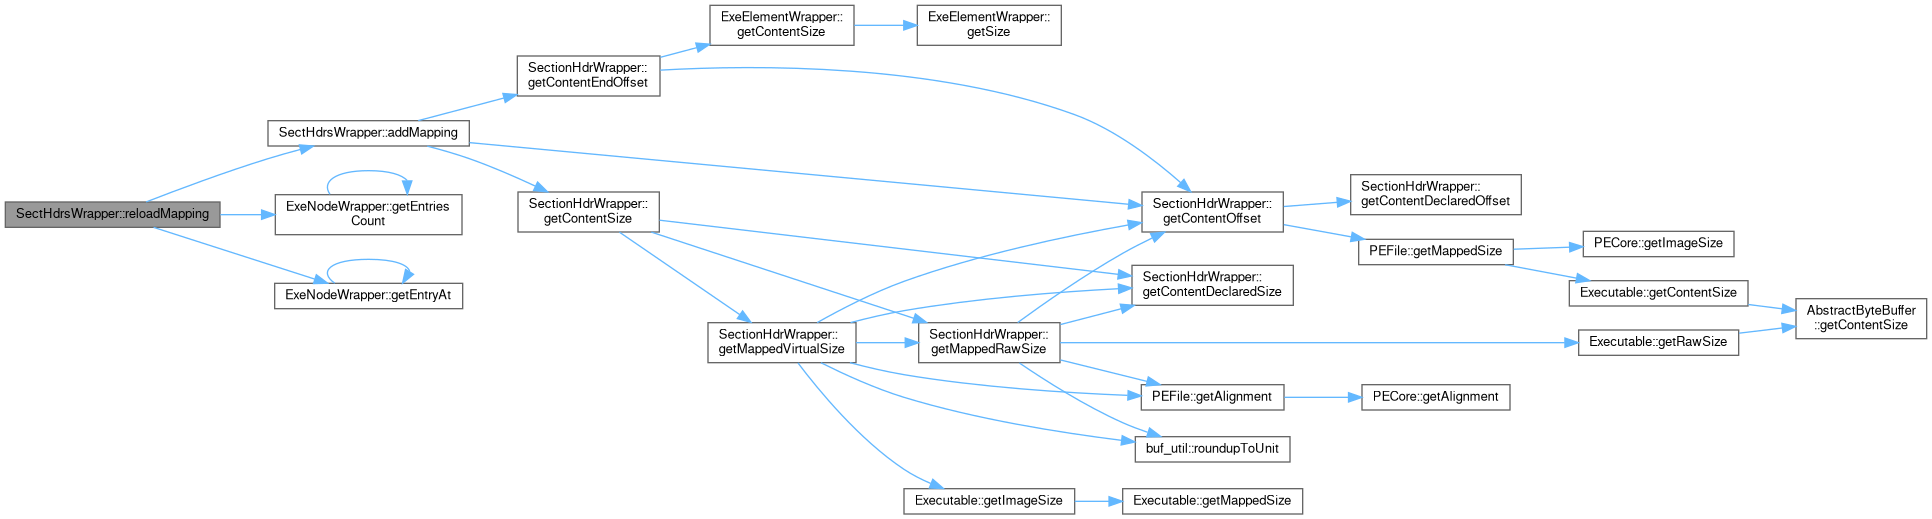 SectHdrsWrapper::reloadMapping
SectHdrsWrapper::addMapping
ExeNodeWrapper::getEntries
Count
ExeNodeWrapper::getEntryAt
SectionHdrWrapper::
getContentEndOffset
SectionHdrWrapper::
getContentSize
ExeElementWrapper::
getContentSize
ExeElementWrapper::
getSize
SectionHdrWrapper::
getMappedVirtualSize
SectionHdrWrapper::
getMappedRawSize
Executable::getImageSize
SectionHdrWrapper::
getContentOffset
SectionHdrWrapper::
getContentDeclaredSize
PEFile::getAlignment
buf_util::roundupToUnit
Executable::getMappedSize
SectionHdrWrapper::
getContentDeclaredOffset
PEFile::getMappedSize
PECore::getAlignment
PECore::getImageSize
Executable::getContentSize
Executable::getRawSize
AbstractByteBuffer
::getContentSize